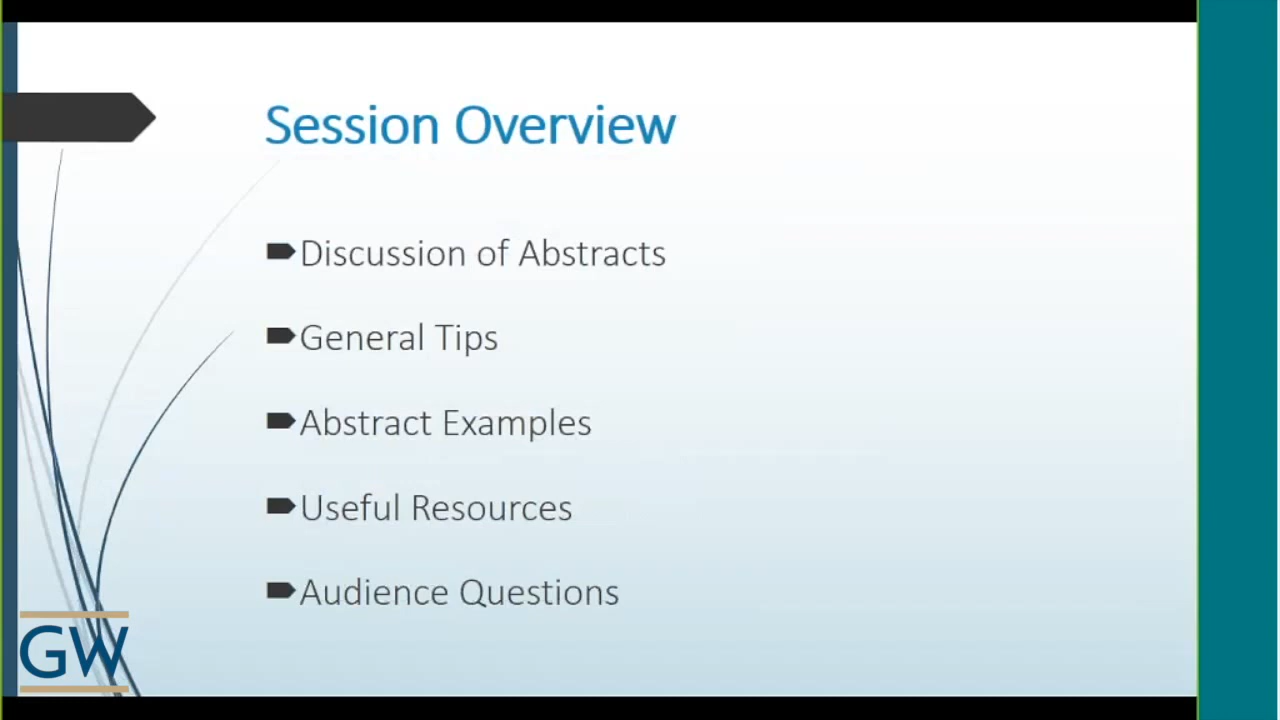 Session Overview
Discussion of Abstracts
General Tips
Abstract Examples
Useful Resources
Audience Questions
GW